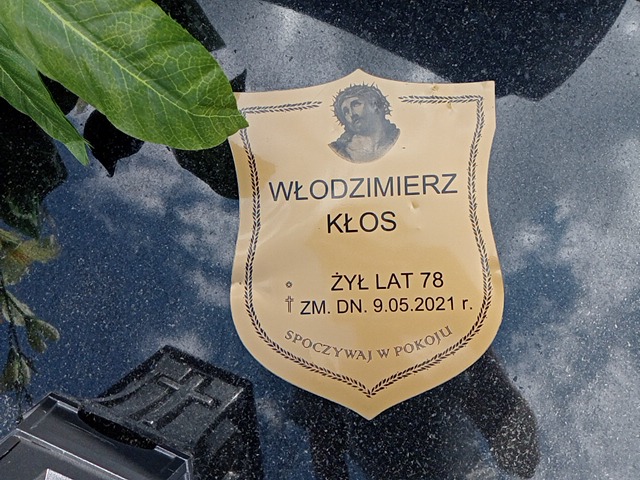 WŁODZIMIERZ
KŁOS
ŻYŁ LAT 78
† ZM. DN. 9.05.2021 r.
SPOCZYWAJ W POKOJU